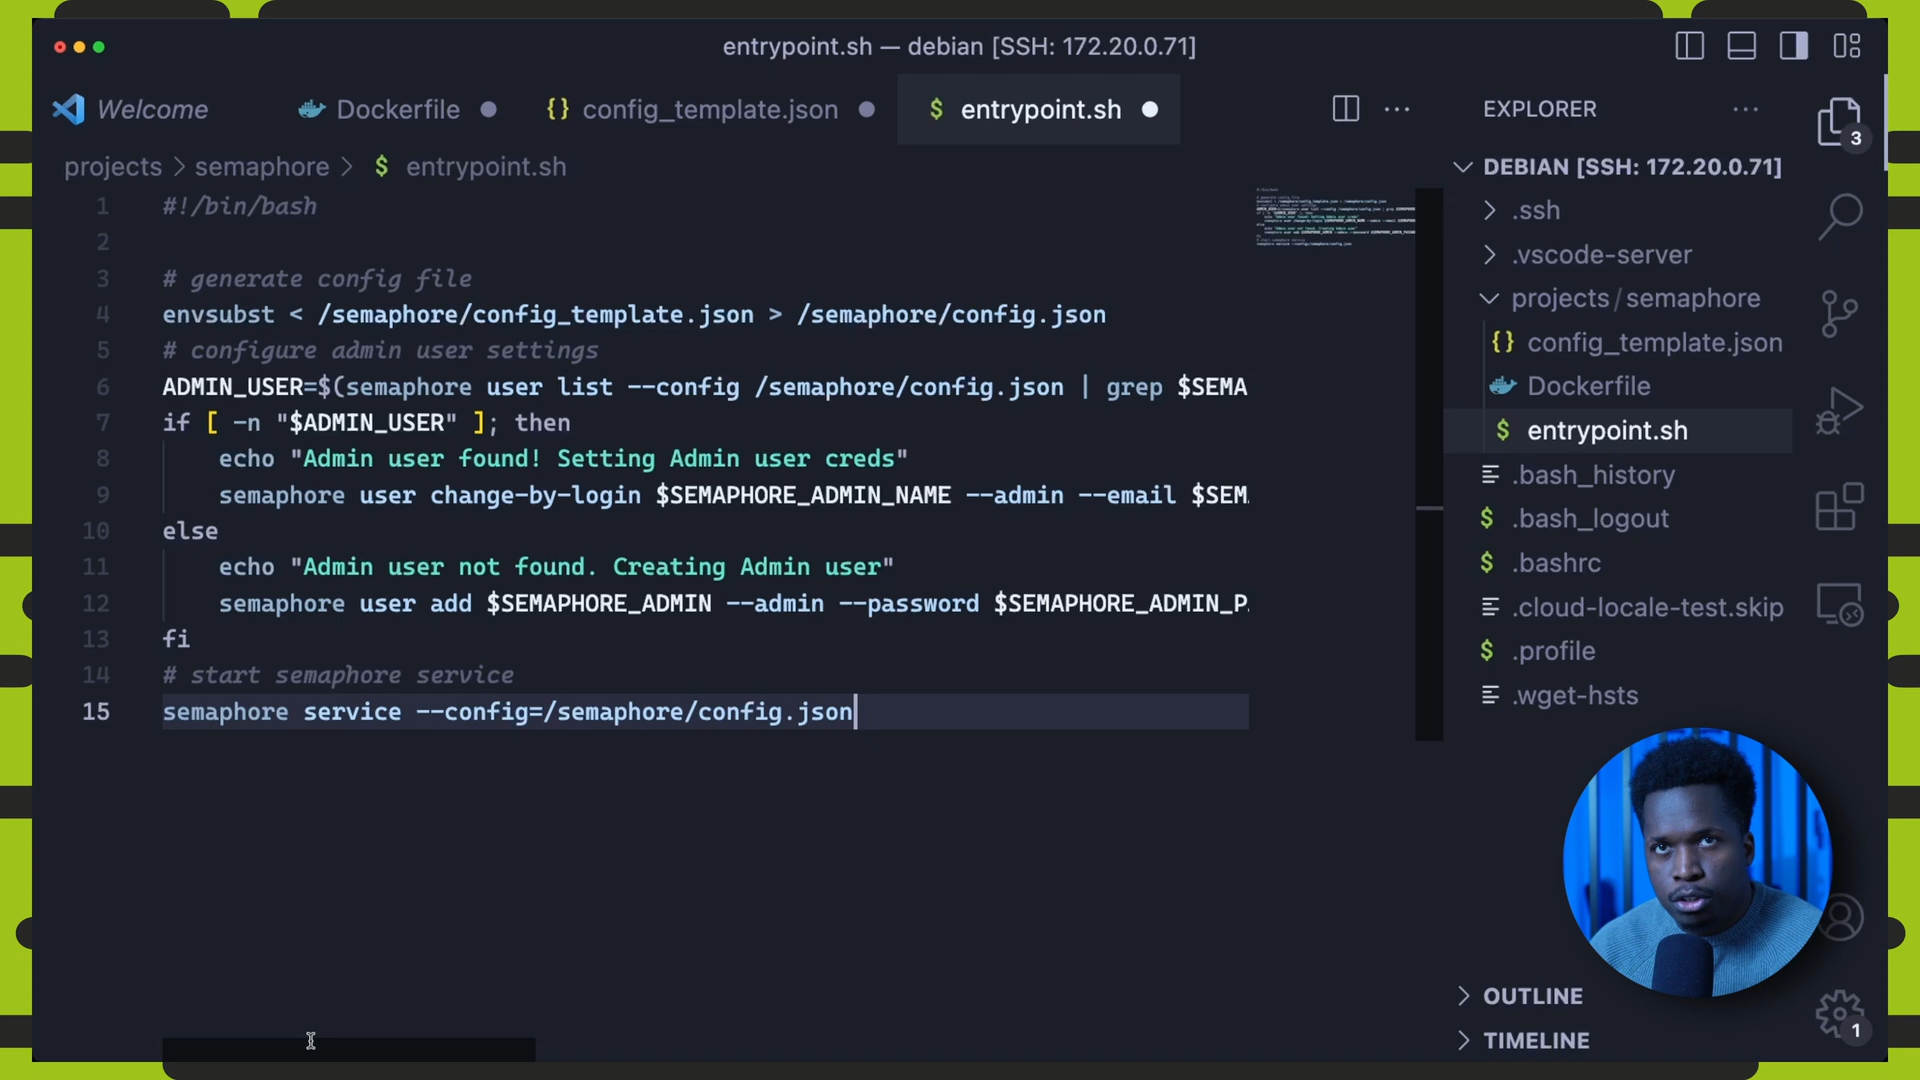 entrypoint.sh — debian [SSH: 172.20.0.71]
Welcome
Dockerfile
{} config_template.json
$ entrypoint.sh
projects > semaphore > $ entrypoint.sh
1 #!/bin/bash
2
3 # generate config file
4 envsubst < /semaphore/config_template.json > /semaphore/config.json
5 # configure admin user settings
6 ADMIN_USER=$(semaphore user list --config /semaphore/config.json | grep $SEMA
7 if [ -n "$ADMIN_USER" ]; then
8 echo "Admin user found! Setting Admin user creds"
9 semaphore user change-by-login $SEMAPHORE_ADMIN_NAME --admin --email $SEM
10 else
11 echo "Admin user not found. Creating Admin user"
12 semaphore user add $SEMAPHORE_ADMIN --admin --password $SEMAPHORE_ADMIN_P
13 fi
14 # start semaphore service
15 semaphore service --config=/semaphore/config.json
EXPLORER
DEBIAN [SSH: 172.20.0.71]
.ssh
.vscode-server
projects / semaphore
{} config_template.json
Dockerfile
$ entrypoint.sh
.bash_history
$ .bash_logout
$ .bashrc
.cloud-locale-test.skip
$ .profile
.wget-hsts
OUTLINE
TIMELINE
3
1